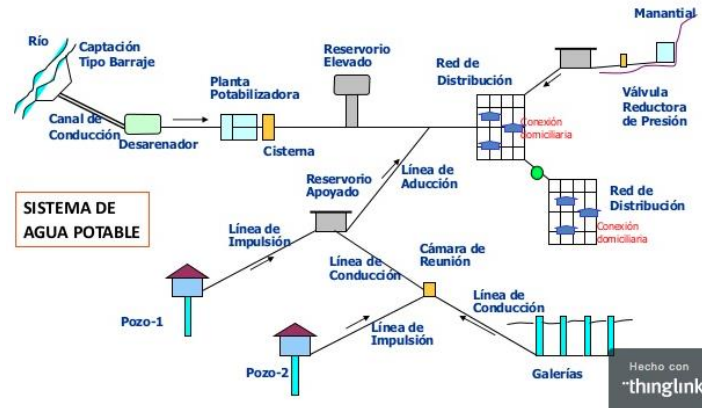 Manantial
Río
Captación
Tipo Barraje
Reservorio
Elevado
Red de
Distribución
Planta
Potabilizadora
Válvula
Reductora
de Presión
Canal de
Conducción
Desarenador
Cisterna
Conexión
domiciliaria
Reservorio
Apoyado
Línea de
Aducción
Red de
Distribución
Conexión
domiciliaria
SISTEMA DE
AGUA POTABLE
Línea de
Impulsión
Línea de
Conducción
Cámara de
Reunión
Línea de
Conducción
Pozo-1
Línea de
Impulsión
Pozo-2
Galerías
Hecho con
thinglink